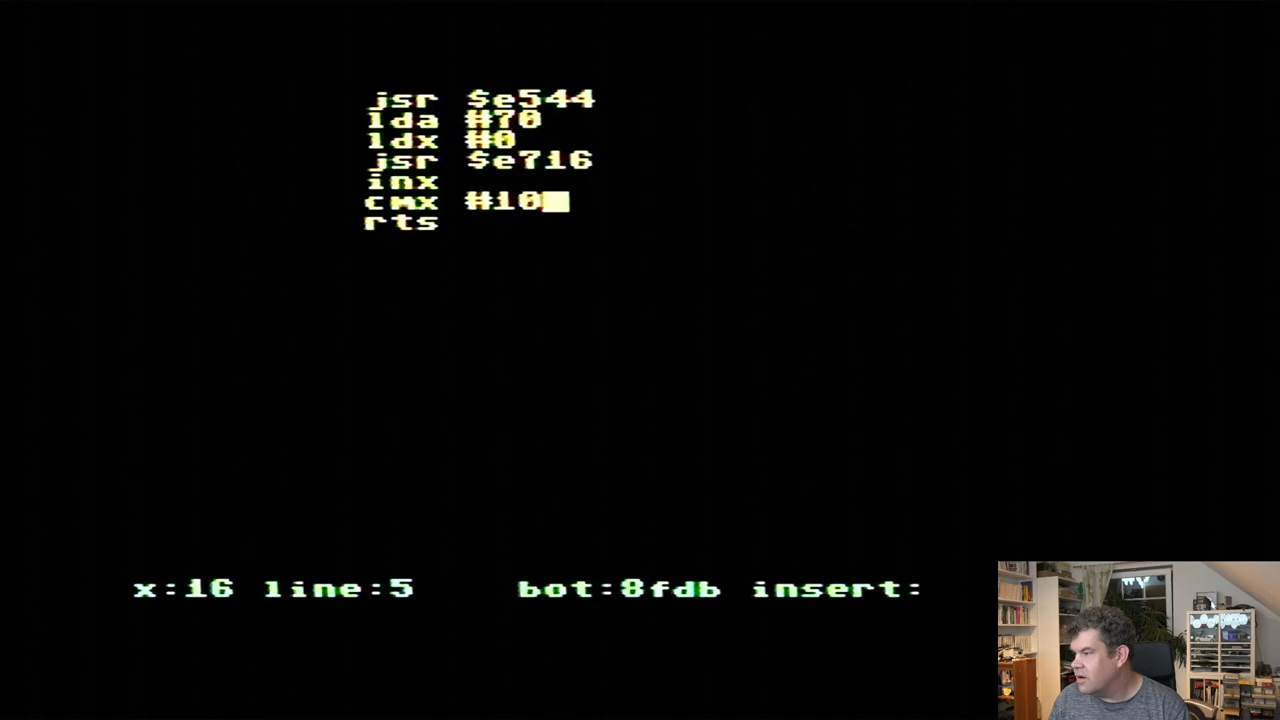 jsr $e544
lda #70
ldx #0
jsr $e716
inx
cmx #10
rts
x:16 line:5 bot:8fdb insert: